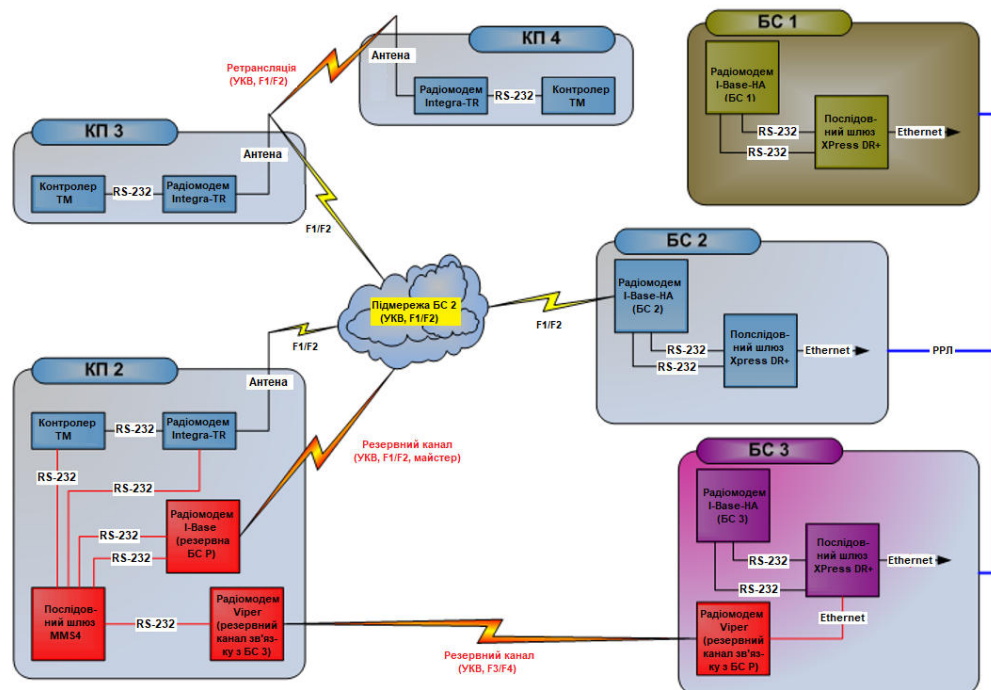 КП 4
Ретрансляція
(УКВ, F1/F2)
Антена
Радіомодем
Integra-TR
RS-232
Контролер
ТМ
КП 3
Антена
Контролер
ТМ
RS-232
Радіомодем
Integra-TR
F1/F2
БС 1
Радіомодем
I-Base-HA
(БС 1)
RS-232
RS-232
Послідов-
ний шлюз
XPress DR+
Ethernet
БС 2
Радіомодем
I-Base-HA
(БС 2)
RS-232
RS-232
Полслідов-
ний шлюз
Xpress DR+
Ethernet
РРЛ
Підмережа БС 2
(УКВ, F1/F2)
F1/F2
F1/F2
КП 2
Антена
Контролер
ТМ
RS-232
Радіомодем
Integra-TR
RS-232
RS-232
RS-232
RS-232
Радіомодем
I-Base
(резервна
БС Р)
Резервний канал
(УКВ, F1/F2, майстер)
Послідов-
ний шлюз
MMS4
RS-232
Радіомодем
Viper
(резервний
канал зв'яз-
ку з БС 3)
Резервний канал
(УКВ, F3/F4)
БС 3
Радіомодем
I-Base-HA
(БС 3)
RS-232
RS-232
Послідов-
ний шлюз
XPress DR+
Ethernet
Ethernet
Радіомодем
Viper
(резервний
канал зв'яз-
ку з БС Р)